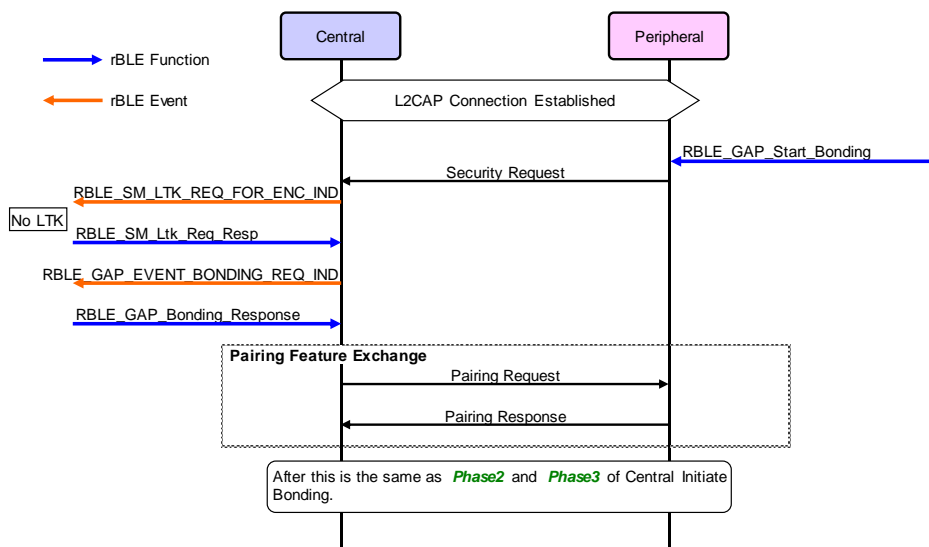 Central
Peripheral
rBLE Function
rBLE Event
L2CAP Connection Established
RBLE_GAP_Start_Bonding
Security Request
RBLE_SM_LTK_REQ_FOR_ENC_IND
No LTK
RBLE_SM_Ltk_Req_Resp
RBLE_GAP_EVENT_BONDING_REQ_IND
RBLE_GAP_Bonding_Response
Pairing Feature Exchange
Pairing Request
Pairing Response
After this is the same as Phase2 and Phase3 of Central Initiate
Bonding.